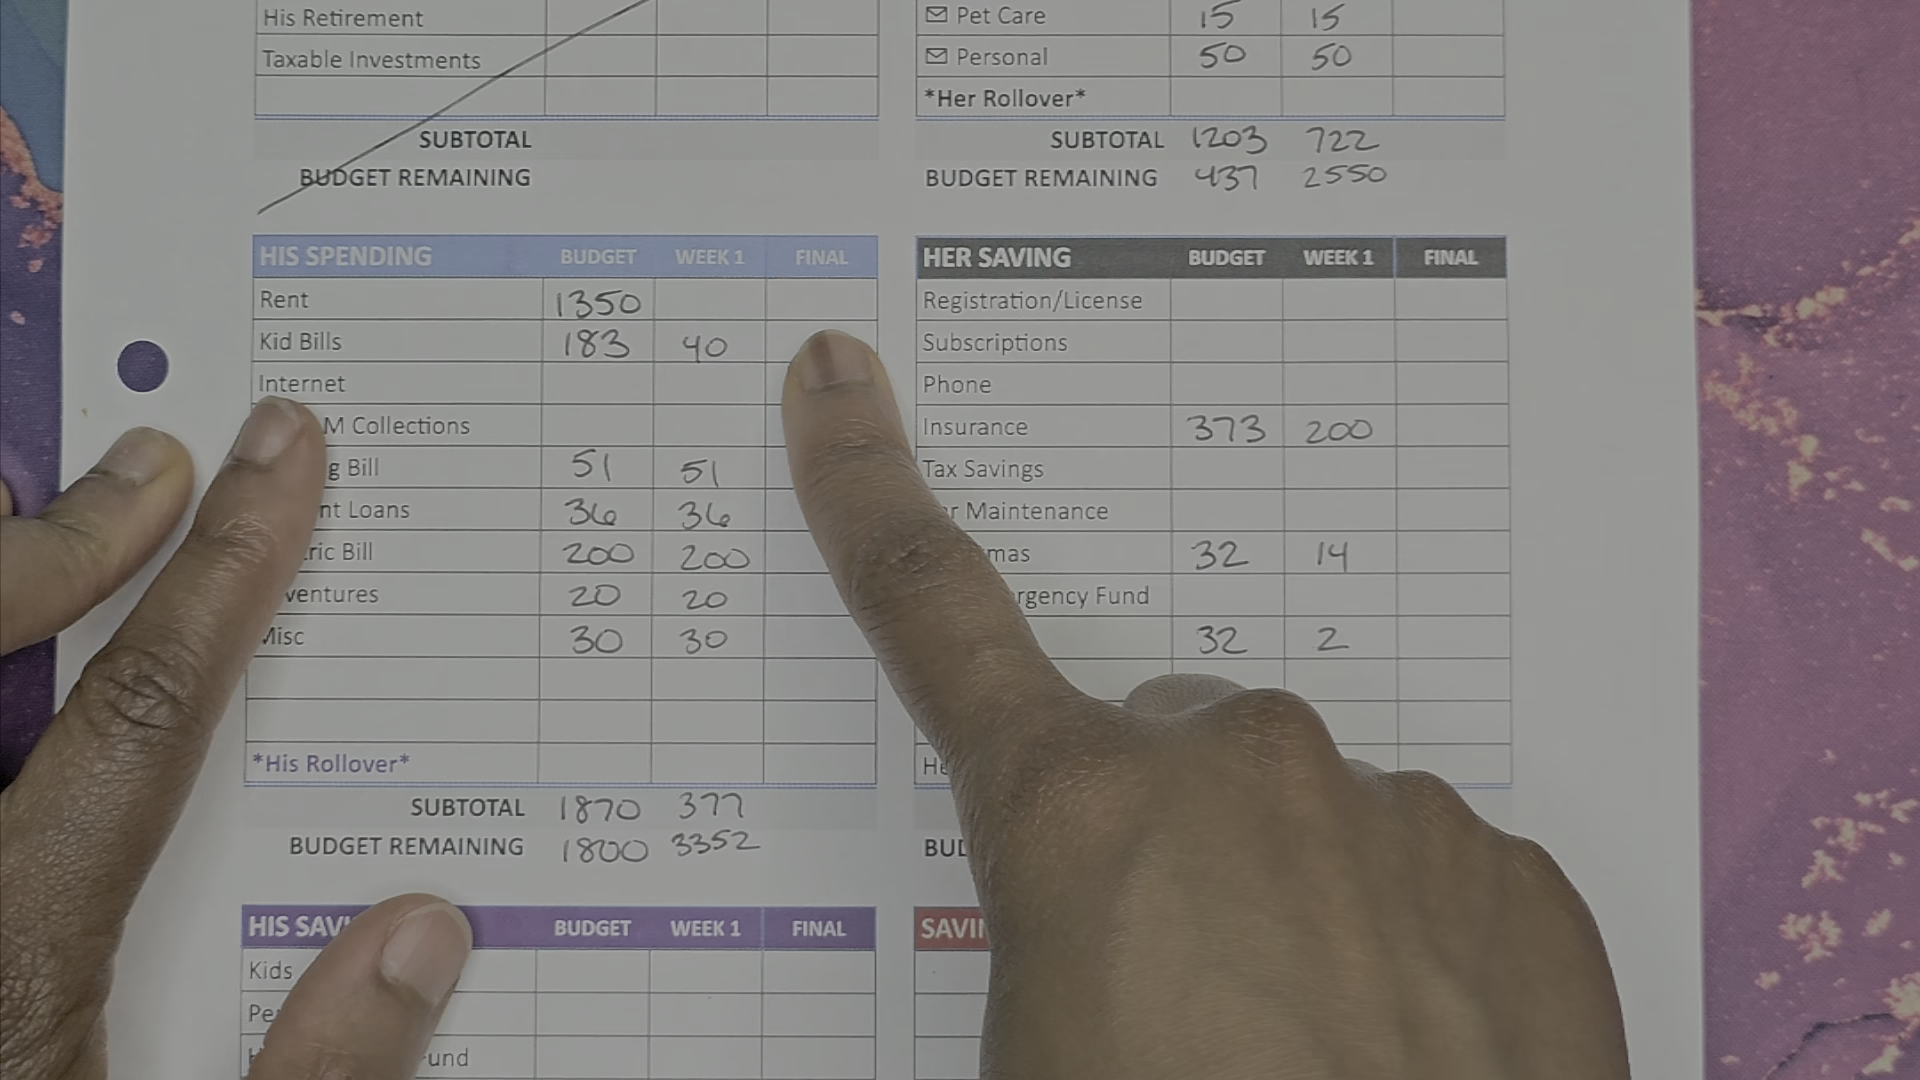 His Retirement
Taxable Investments
SUBTOTAL
BUDGET REMAINING
Pet Care 15 15
Personal 50 50
*Her Rollover*
SUBTOTAL 1203 722
BUDGET REMAINING 437 2550
HIS SPENDING BUDGET WEEK 1 FINAL
Rent 1350
Kid Bills 183 40
Internet
M Collections
g Bill 51 51
nt Loans 36 36
ric Bill 200 200
ventures 20 20
Misc 30 30
*His Rollover*
SUBTOTAL 1870 377
BUDGET REMAINING 1800 3352
HER SAVING BUDGET WEEK 1 FINAL
Registration/License
Subscriptions
Phone
Insurance 373 200
Tax Savings
r Maintenance
mas 32 14
rgency Fund
32 2
He
BUD
HIS SAV BUDGET WEEK 1 FINAL
Kids
Pe
und
SAVIN